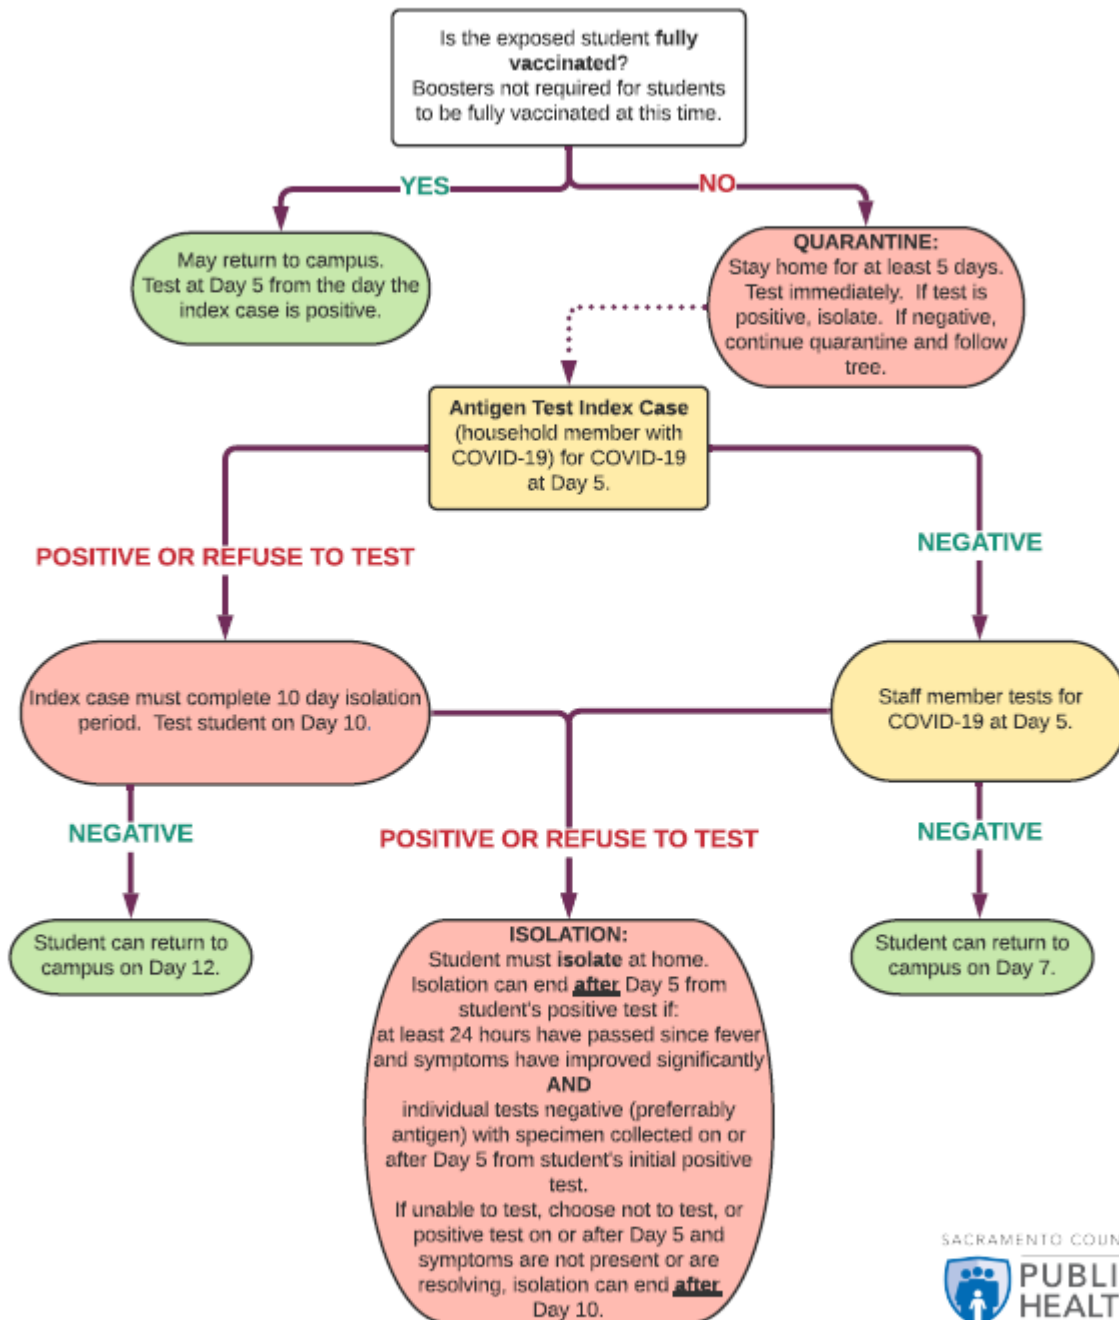 Is the exposed student fully
vaccinated?
Boosters not required for students
to be fully vaccinated at this time.
YES
NO
May return to campus.
Test at Day 5 from the day the
index case is positive.
QUARANTINE:
Stay home for at least 5 days.
Test immediately. If test is
positive, isolate. If negative,
continue quarantine and follow
tree.
Antigen Test Index Case
(household member with
COVID-19) for COVID-19
at Day 5.
POSITIVE OR REFUSE TO TEST
NEGATIVE
Index case must complete 10 day isolation
period. Test student on Day 10.
Staff member tests for
COVID-19 at Day 5.
NEGATIVE
POSITIVE OR REFUSE TO TEST
NEGATIVE
Student can return to
campus on Day 12.
ISOLATION:
Student must isolate at home.
Isolation can end after Day 5 from
student's positive test if:
at least 24 hours have passed since fever
and symptoms have improved significantly
AND
individual tests negative (preferrably
antigen) with specimen collected on or
after Day 5 from student's initial positive
test.
If unable to test, choose not to test, or
positive test on or after Day 5 and
symptoms are not present or are
resolving, isolation can end after
Day 10.
Student can return to
campus on Day 7.
SACRAMENTO COUN
PUBLI
HEALT